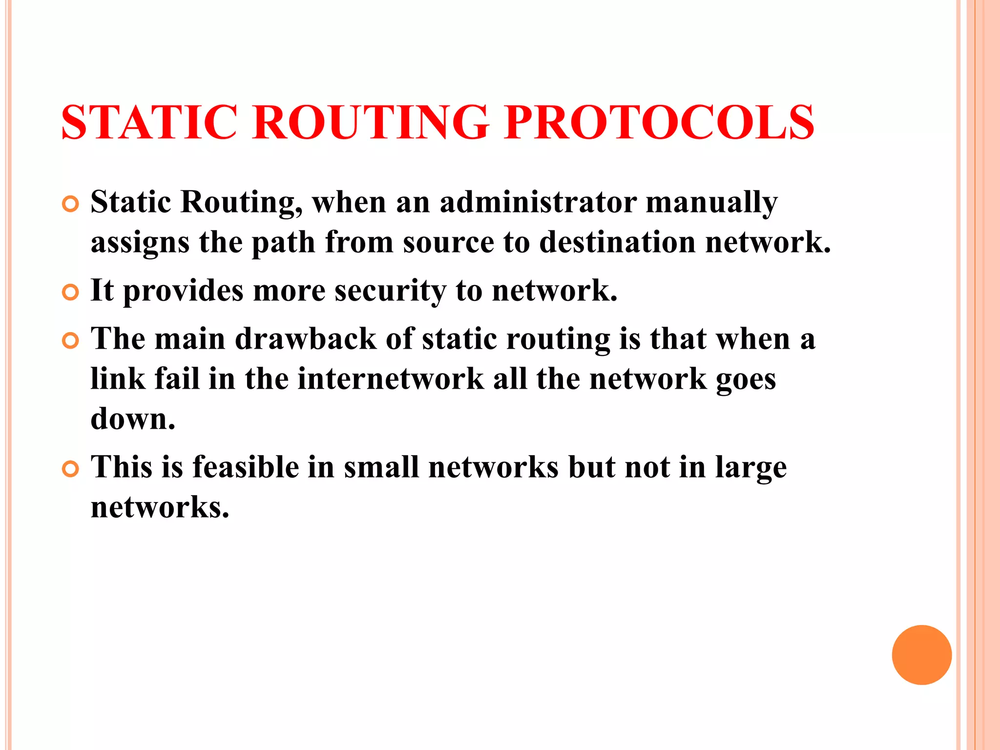 STATIC ROUTING PROTOCOLS
Static Routing, when an administrator manually
assigns the path from source to destination network.
It provides more security to network.
The main drawback of static routing is that when a
link fail in the internetwork all the network goes
down.
This is feasible in small networks but not in large
networks.